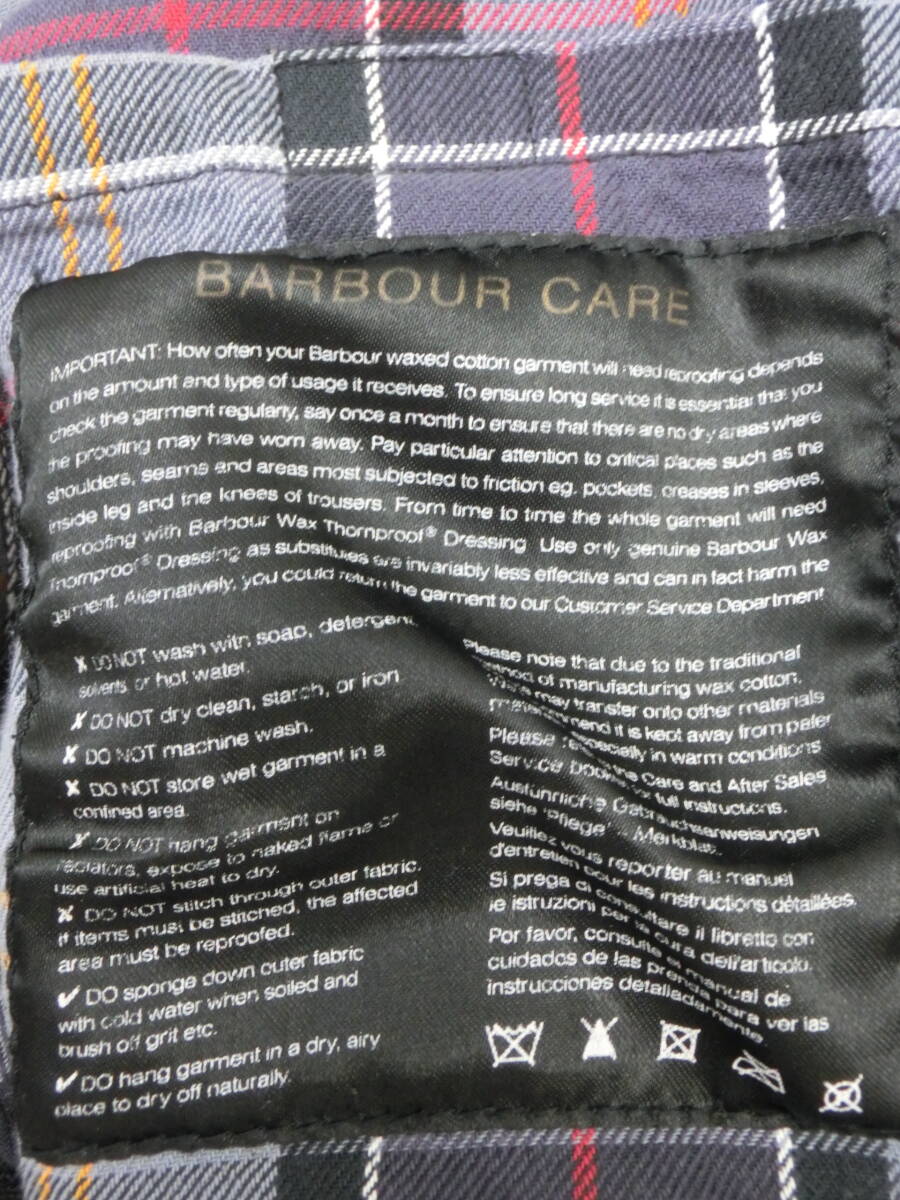 BARBOUR CARE
IMPORTANT: How often your Barbour waxed cotton garment will need reproofing depends
on the amount and type of usage it receives. To ensure long service it is essential that you
check the garment regularly, say once a month to ensure that there are no dry areas where
the proofing may have worn away. Pay particular attention to critical places such as the
shoulders, seams and areas most subjected to friction eg. pockets, creases in sleeves,
inside leg and the knees of trousers. From time to time the whole garment will need
reproofing with Barbour Wax Thornproof® Dressing. Use only genuine Barbour Wax
Thornproof® Dressing as substitutes are invariably less effective and can in fact harm the
garment. Alternatively, you could return the garment to our Customer Service Department
✗ DO NOT wash with soap, detergent,
solvents or hot water.
✗ DO NOT dry clean, starch, or iron
✗ DO NOT machine wash.
✗ DO NOT store wet garment in a
confined area.
✗ DO NOT hang garment on
radiators, expose to naked flame or
use artificial heat to dry.
✗ DO NOT stitch through outer fabric.
If items must be stitched, the affected
area must be reproofed.
✔ DO sponge down outer fabric
with cold water when soiled and
brush off grit etc.
✔ DO hang garment in a dry, airy
place to dry off naturally.
Please note that due to the traditional
method of manufacturing wax cotton,
wax may transfer onto other materials
it is kept away from paler
especially in warm conditions
Please see the Care and After Sales
Service booklet for full instructions.
Ausführliche Gebrauchsanweisungen
siehe 'Pflege' - Merkblatt.
Veuillez vous reporter au manuel
d'entretien pour les instructions détaillées.
Si prega di consultare il libretto con
le istruzioni per la cura dell'articolo.
Por favor, consulte el manual de
cuidados de las prendas para ver las
instrucciones detalladamente